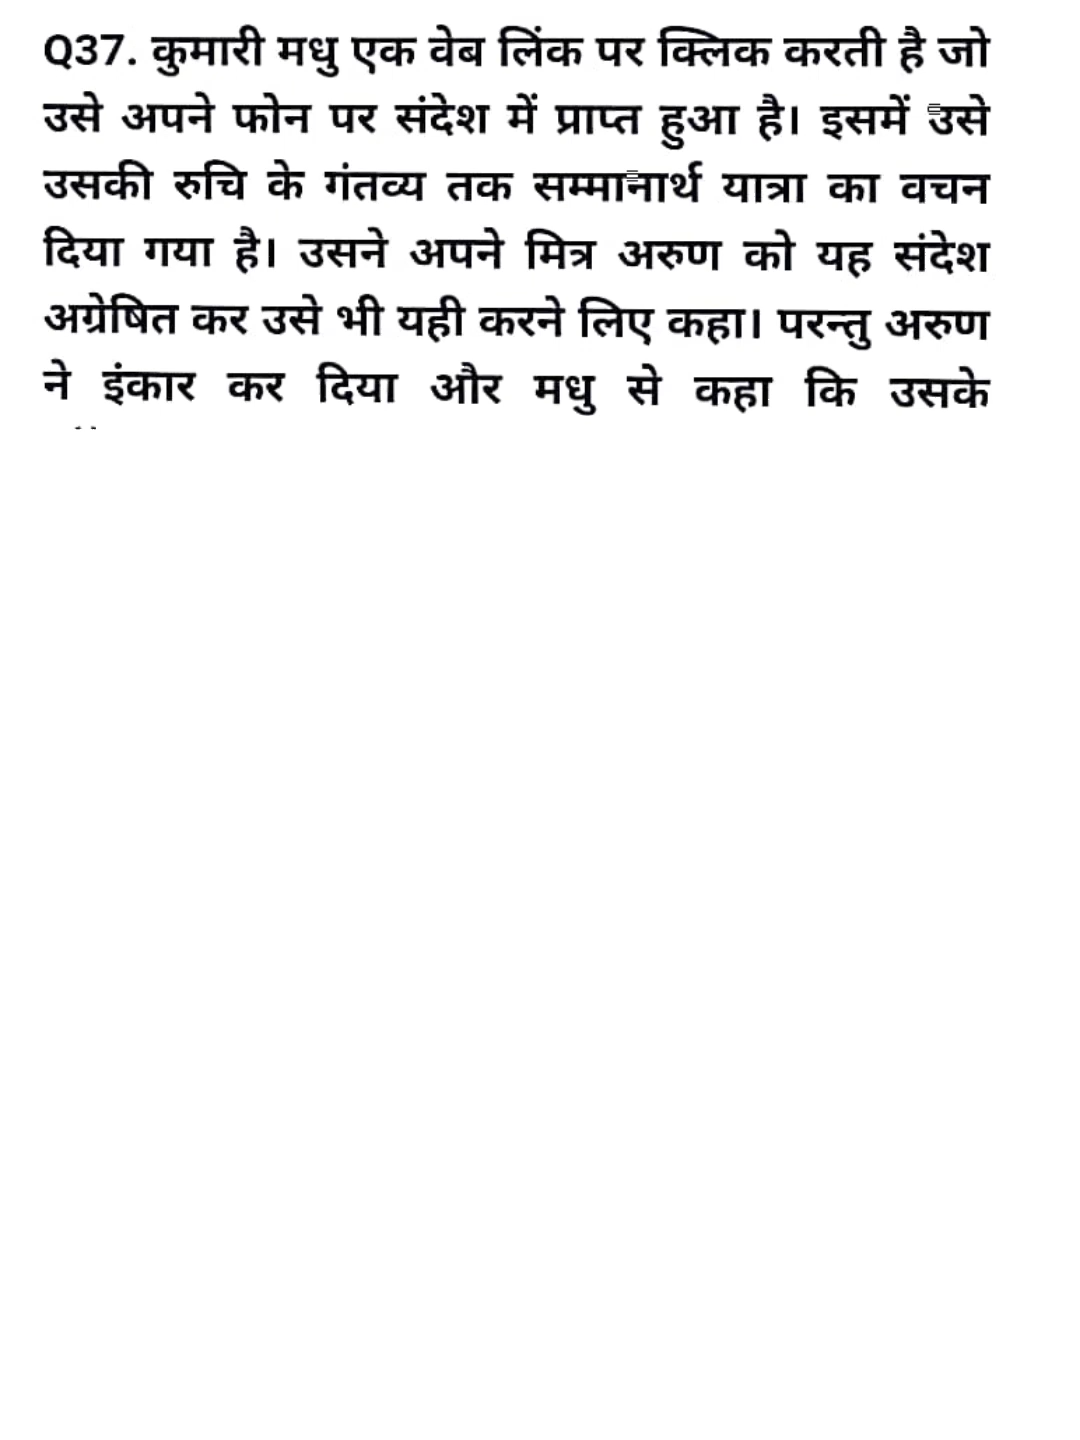 Q37. कुमारी मधु एक वेब लिंक पर क्लिक करती है जो
उसे अपने फोन पर संदेश में प्राप्त हुआ है। इसमें उसे
उसकी रुचि के गंतव्य तक सम्मानार्थ यात्रा का वचन
दिया गया है। उसने अपने मित्र अरुण को यह संदेश
अग्रेषित कर उसे भी यही करने लिए कहा। परन्तु अरुण
ने इंकार कर दिया और मधु से कहा कि उसके